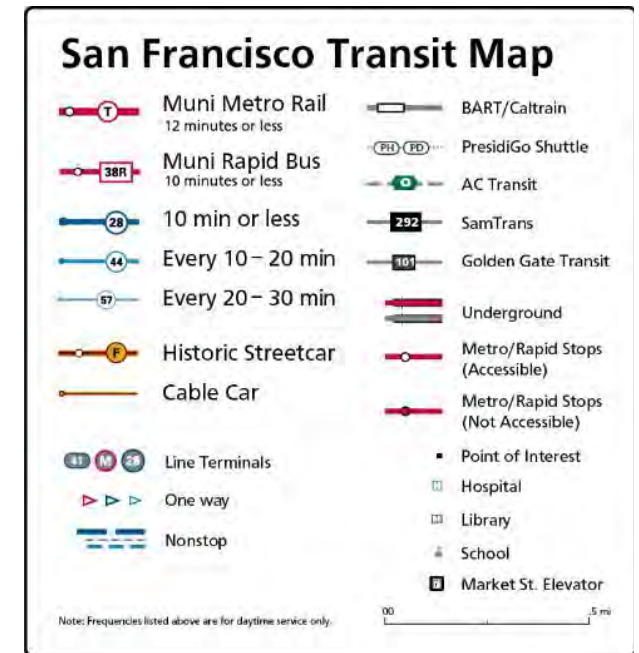 San Francisco Transit Map
T
Muni Metro Rail
12 minutes or less
38R
Muni Rapid Bus
10 minutes or less
28
10 min or less
44
Every 10 – 20 min
57
Every 20 – 30 min
F
Historic Streetcar
Cable Car
41 M 28
Line Terminals
One way
Nonstop
Note: Frequencies listed above are for daytime service only.
BART/Caltrain
PH PD
PresidiGo Shuttle
O
AC Transit
292
SamTrans
101
Golden Gate Transit
Underground
Metro/Rapid Stops
(Accessible)
Metro/Rapid Stops
(Not Accessible)
Point of Interest
Hospital
Library
School
Market St. Elevator
.5 mi